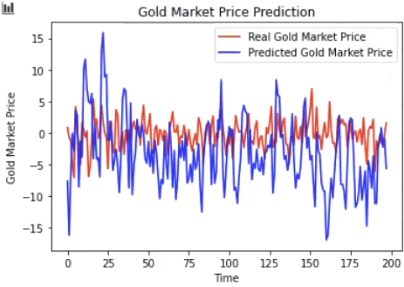 Gold Market Price Prediction
Real Gold Market Price
Predicted Gold Market Price
Gold Market Price
15
10
5
0
−5
−10
−15
0 25 50 75 100 125 150 175 200
Time